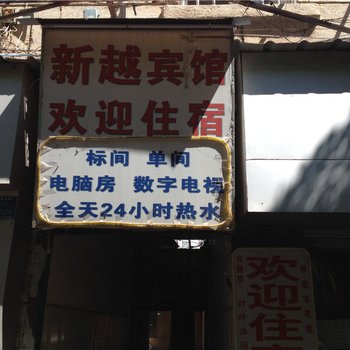 新越宾馆
欢迎住宿
标间 单间
电脑房 数字电视
全天24小时热水
欢迎住